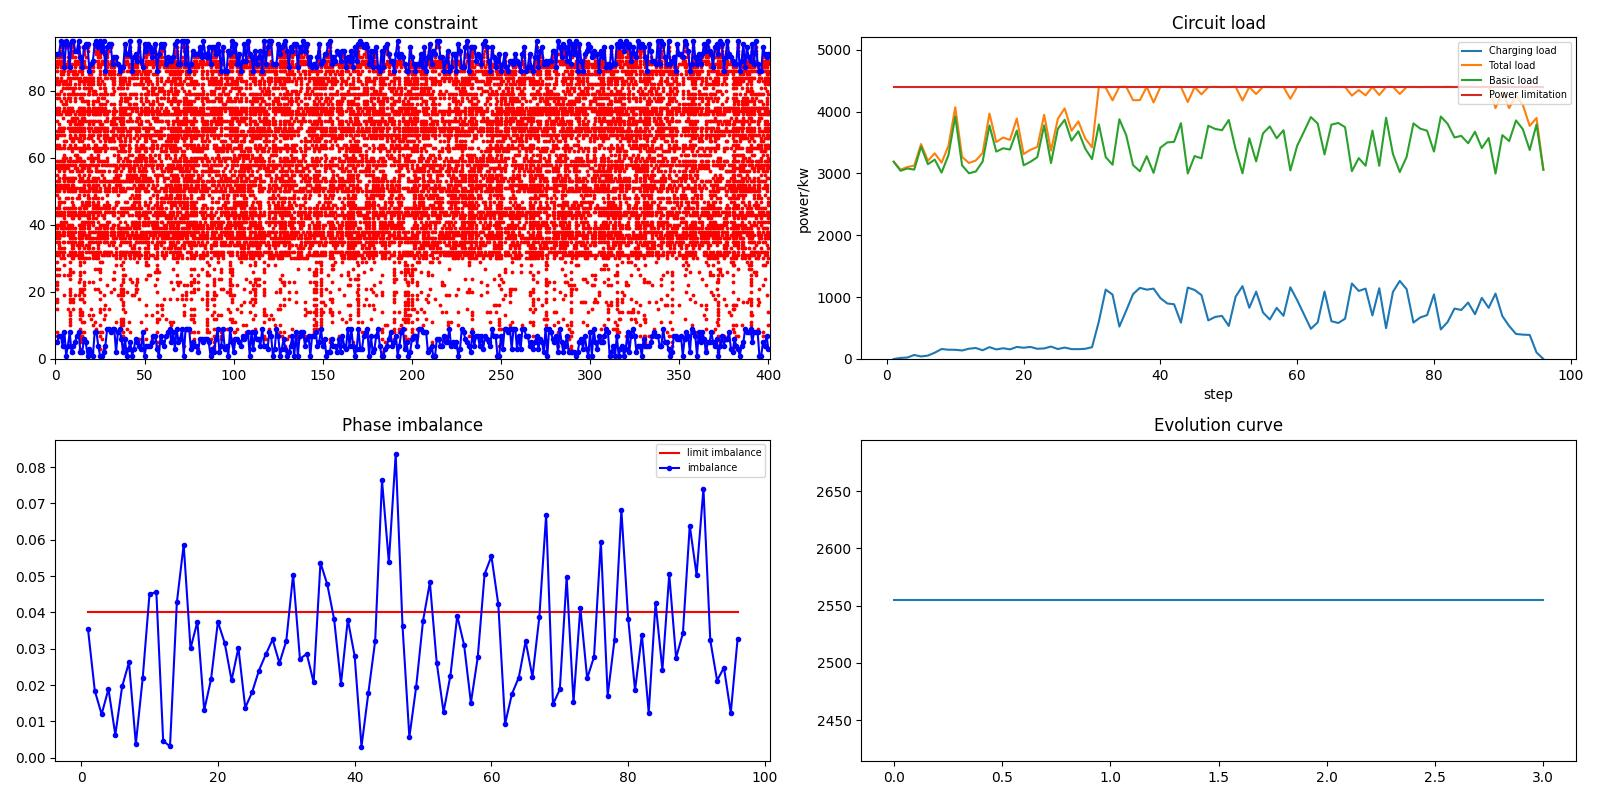 Time constraint
80
60
40
20
0
0 50 100 150 200 250 300 350 400
Circuit load
5000
4000
3000
2000
1000
0
power/kw
Charging load
Total load
Basic load
Power limitation
0 20 40 60 80 100
step
Phase imbalance
0.08
0.07
0.06
0.05
0.04
0.03
0.02
0.01
0.00
limit imbalance
imbalance
0 20 40 60 80 100
Evolution curve
2650
2600
2550
2500
2450
0.0 0.5 1.0 1.5 2.0 2.5 3.0